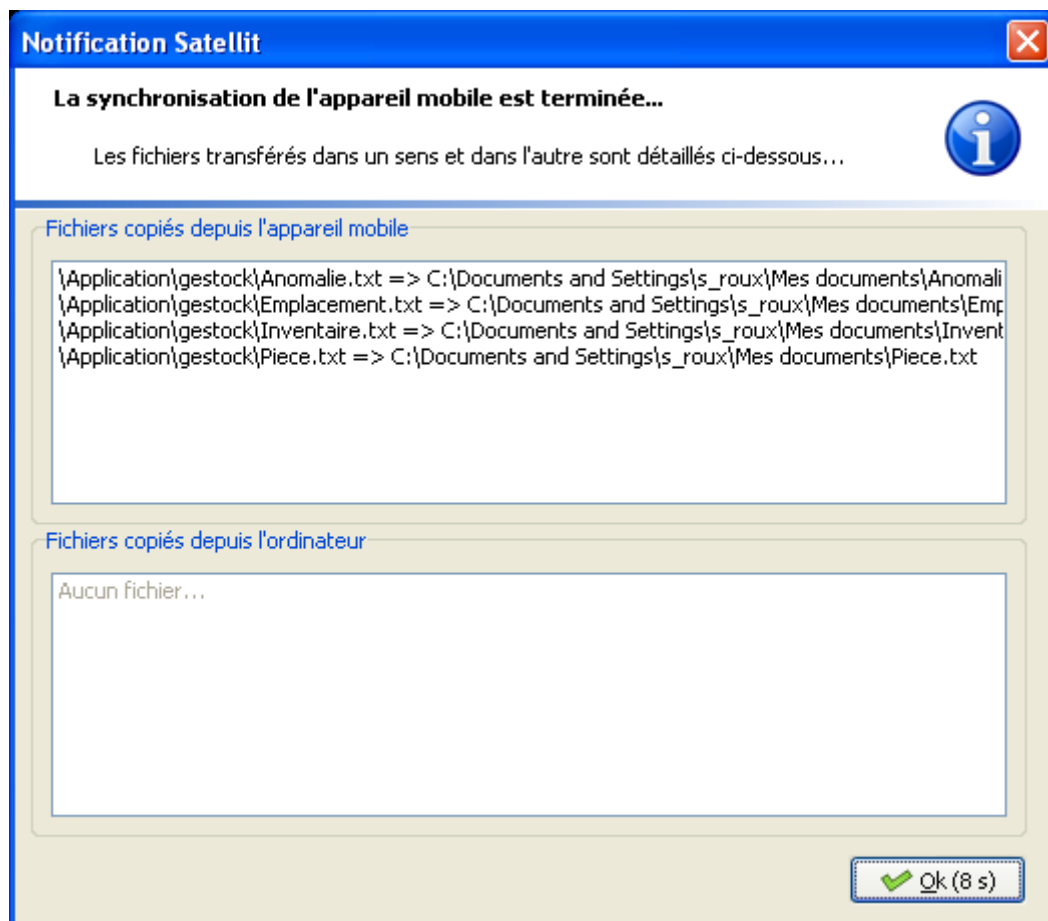 Notification Satellit
La synchronisation de l'appareil mobile est terminée...
Les fichiers transférés dans un sens et dans l'autre sont détaillés ci-dessous...
Fichiers copiés depuis l'appareil mobile
\Application\gestock\Anomalie.txt => C:\Documents and Settings\s_roux\Mes documents\Anomali
\Application\gestock\Emplacement.txt => C:\Documents and Settings\s_roux\Mes documents\Emp
\Application\gestock\Inventaire.txt => C:\Documents and Settings\s_roux\Mes documents\Invent
\Application\gestock\Piece.txt => C:\Documents and Settings\s_roux\Mes documents\Piece.txt
Fichiers copiés depuis l'ordinateur
Aucun fichier...
Ok (8 s)